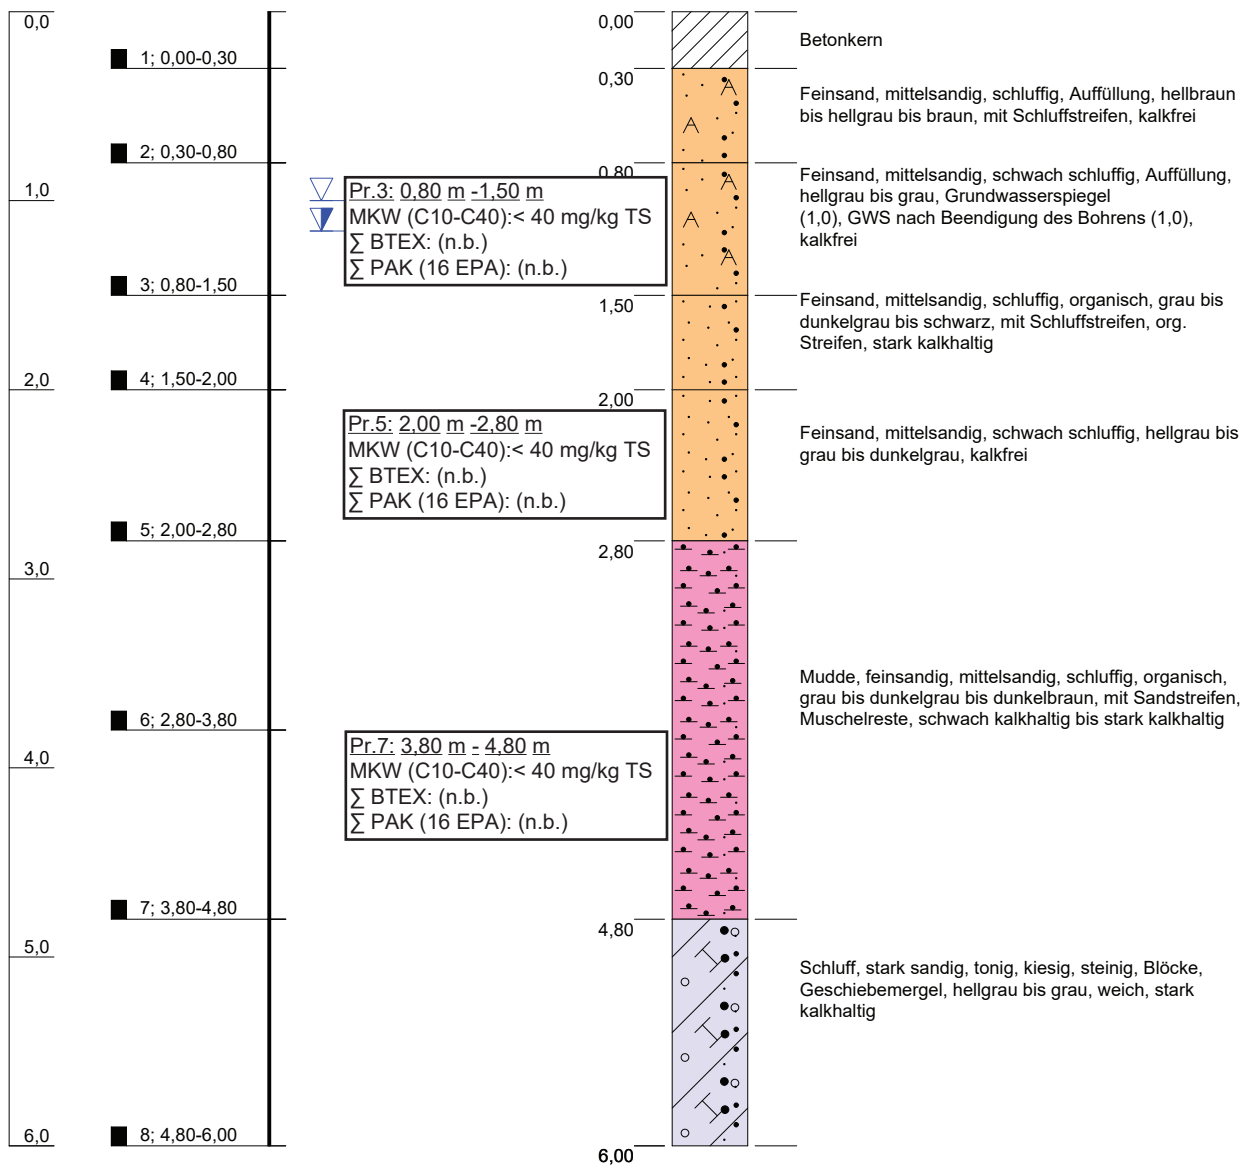 0,0
1,0
2,0
3,0
4,0
5,0
6,0
1; 0,00-0,30
2; 0,30-0,80
3; 0,80-1,50
4; 1,50-2,00
5; 2,00-2,80
6; 2,80-3,80
7; 3,80-4,80
8; 4,80-6,00
Pr.3: 0,80 m -1,50 m
MKW (C10-C40):< 40 mg/kg TS
∑ BTEX: (n.b.)
∑ PAK (16 EPA): (n.b.)
Pr.5: 2,00 m -2,80 m
MKW (C10-C40):< 40 mg/kg TS
∑ BTEX: (n.b.)
∑ PAK (16 EPA): (n.b.)
Pr.7: 3,80 m - 4,80 m
MKW (C10-C40):< 40 mg/kg TS
∑ BTEX: (n.b.)
∑ PAK (16 EPA): (n.b.)
0,00
0,30
0,80
1,50
2,00
2,80
4,80
6,00
A
A
A
A
A
Betonkern
Feinsand, mittelsandig, schluffig, Auffüllung, hellbraun
bis hellgrau bis braun, mit Schluffstreifen, kalkfrei
Feinsand, mittelsandig, schwach schluffig, Auffüllung,
hellgrau bis grau, Grundwasserspiegel
(1,0), GWS nach Beendigung des Bohrens (1,0),
kalkfrei
Feinsand, mittelsandig, schluffig, organisch, grau bis
dunkelgrau bis schwarz, mit Schluffstreifen, org.
Streifen, stark kalkhaltig
Feinsand, mittelsandig, schwach schluffig, hellgrau bis
grau bis dunkelgrau, kalkfrei
Mudde, feinsandig, mittelsandig, schluffig, organisch,
grau bis dunkelgrau bis dunkelbraun, mit Sandstreifen,
Muschelreste, schwach kalkhaltig bis stark kalkhaltig
Schluff, stark sandig, tonig, kiesig, steinig, Blöcke,
Geschiebemergel, hellgrau bis grau, weich, stark
kalkhaltig